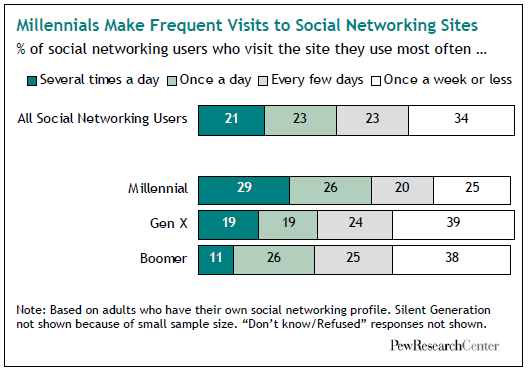 Millennials Make Frequent Visits to Social Networking Sites
% of social networking users who visit the site they use most often …
Several times a day Once a day Every few days Once a week or less
All Social Networking Users 21 23 23 34
Millennial 29 26 20 25
Gen X 19 19 24 39
Boomer 11 26 25 38
Note: Based on adults who have their own social networking profile. Silent Generation
not shown because of small sample size. “Don’t know/Refused” responses not shown.
PewResearchCenter